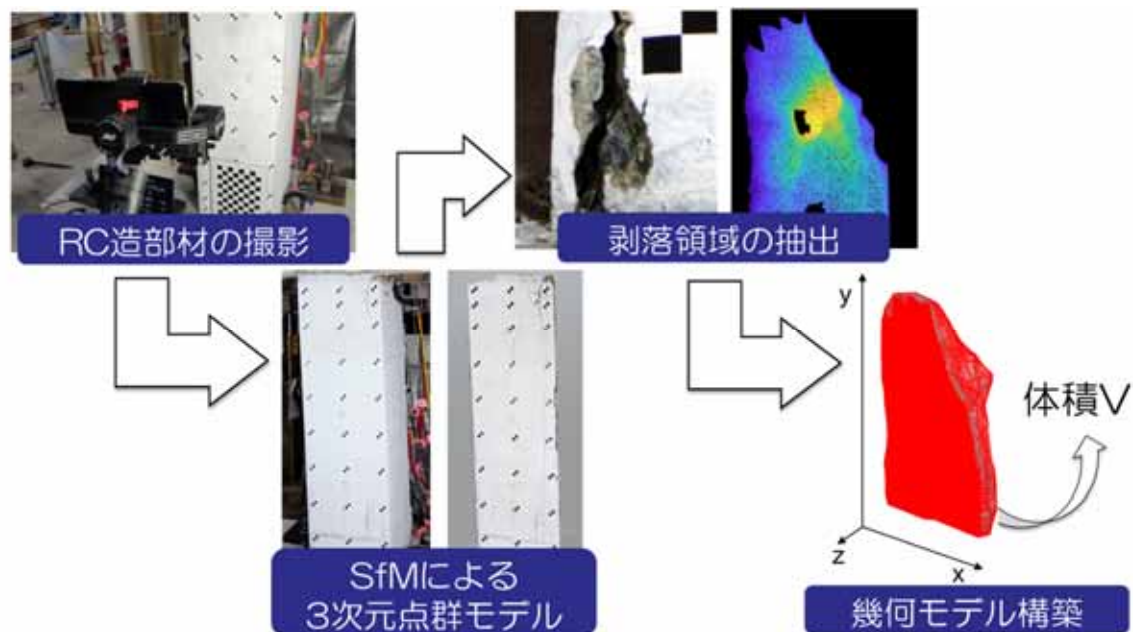 RC造部材の撮影
SfMによる
3次元点群モデル
剥落領域の抽出
y
z
x
体積V
幾何モデル構築